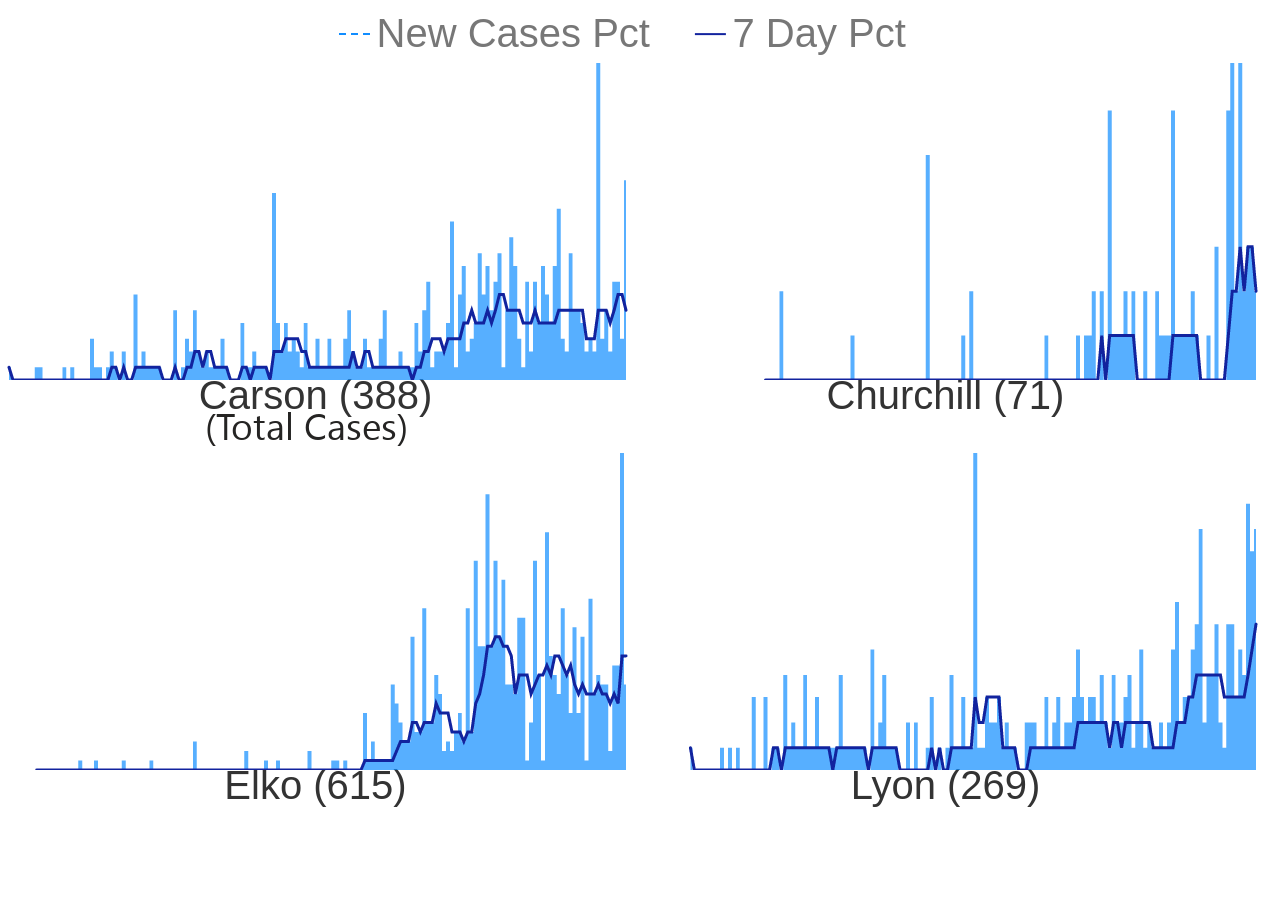 New Cases Pct 7 Day Pct
Carson (388)
(Total Cases)
Churchill (71)
Elko (615)
Lyon (269)